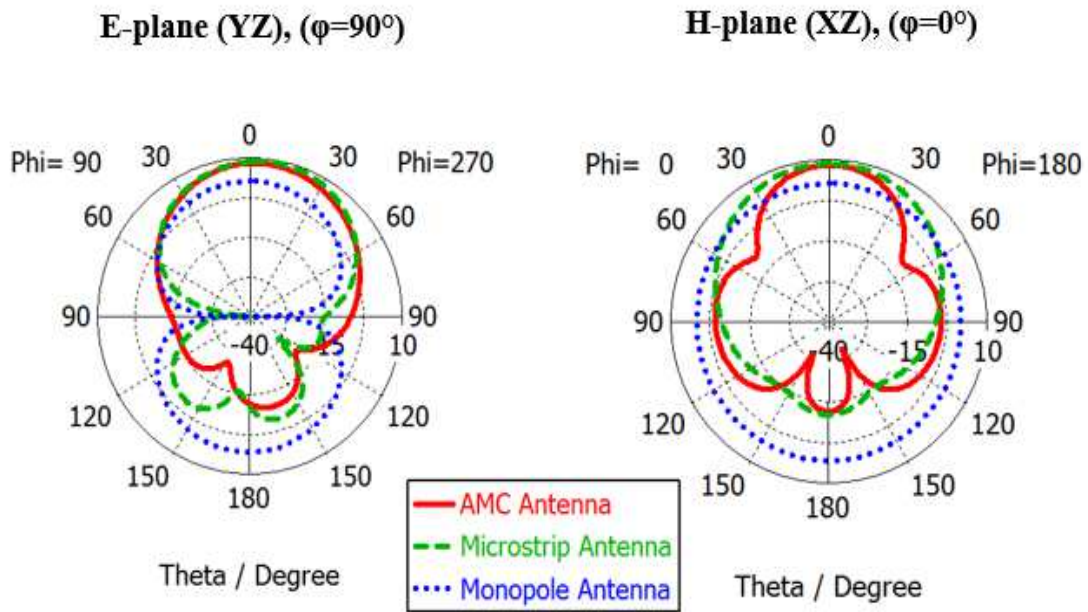 E-plane (YZ), (φ=90°)
H-plane (XZ), (φ=0°)
0
Phi= 90 30 30 Phi=270
60 60
90 90
-40 -15 10
120 120
150 150
180
Theta / Degree
0
Phi= 0 30 30 Phi=180
60 60
90 90
-40 -15 10
120 120
150 150
180
Theta / Degree
AMC Antenna
Microstrip Antenna
Monopole Antenna